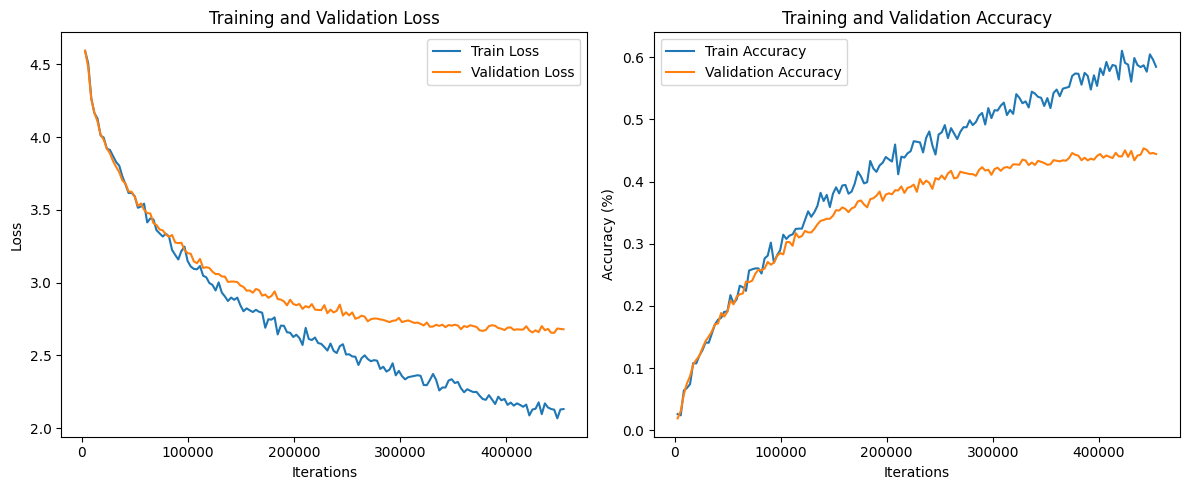 Training and Validation Loss
Train Loss
Validation Loss
4.5
4.0
3.5
3.0
2.5
2.0
Loss
0
100000
200000
300000
400000
Iterations
Training and Validation Accuracy
Train Accuracy
Validation Accuracy
0.6
0.5
0.4
0.3
0.2
0.1
0.0
Accuracy (%)
0
100000
200000
300000
400000
Iterations